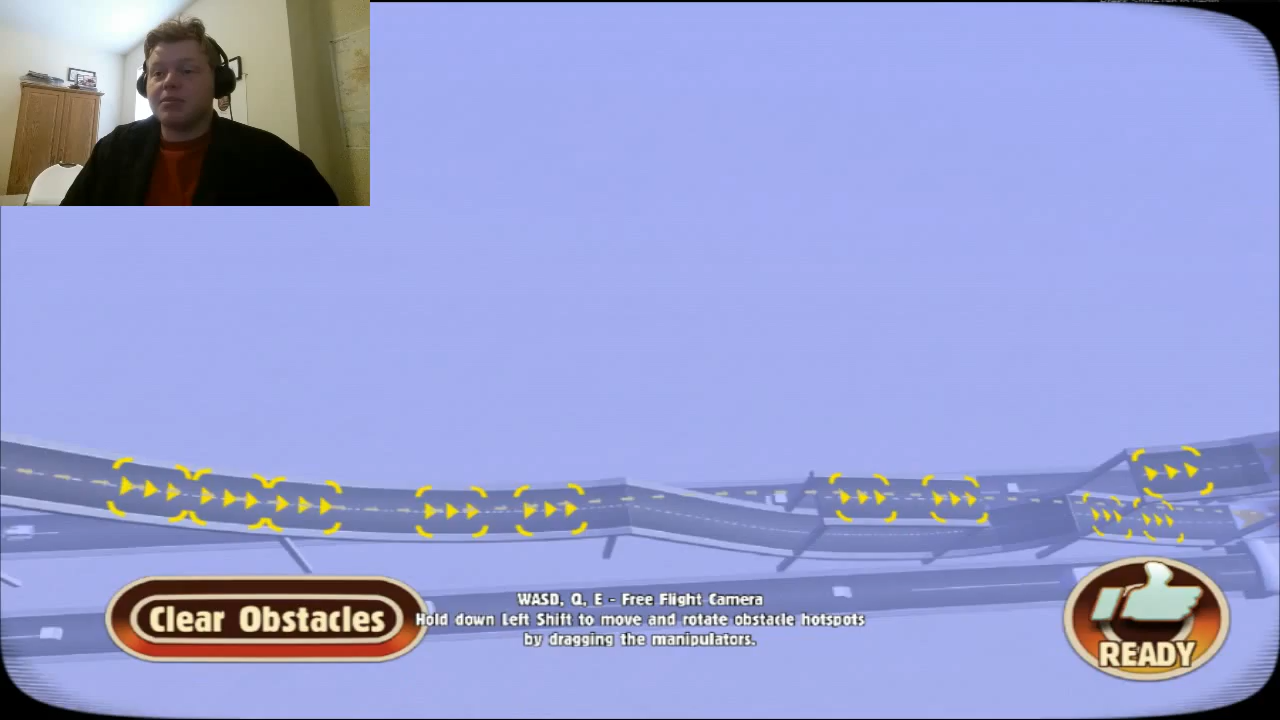 Clear Obstacles
WASD, Q, E - Free Flight Camera
Hold down Left Shift to move and rotate obstacle hotspots
by dragging the manipulators.
READY